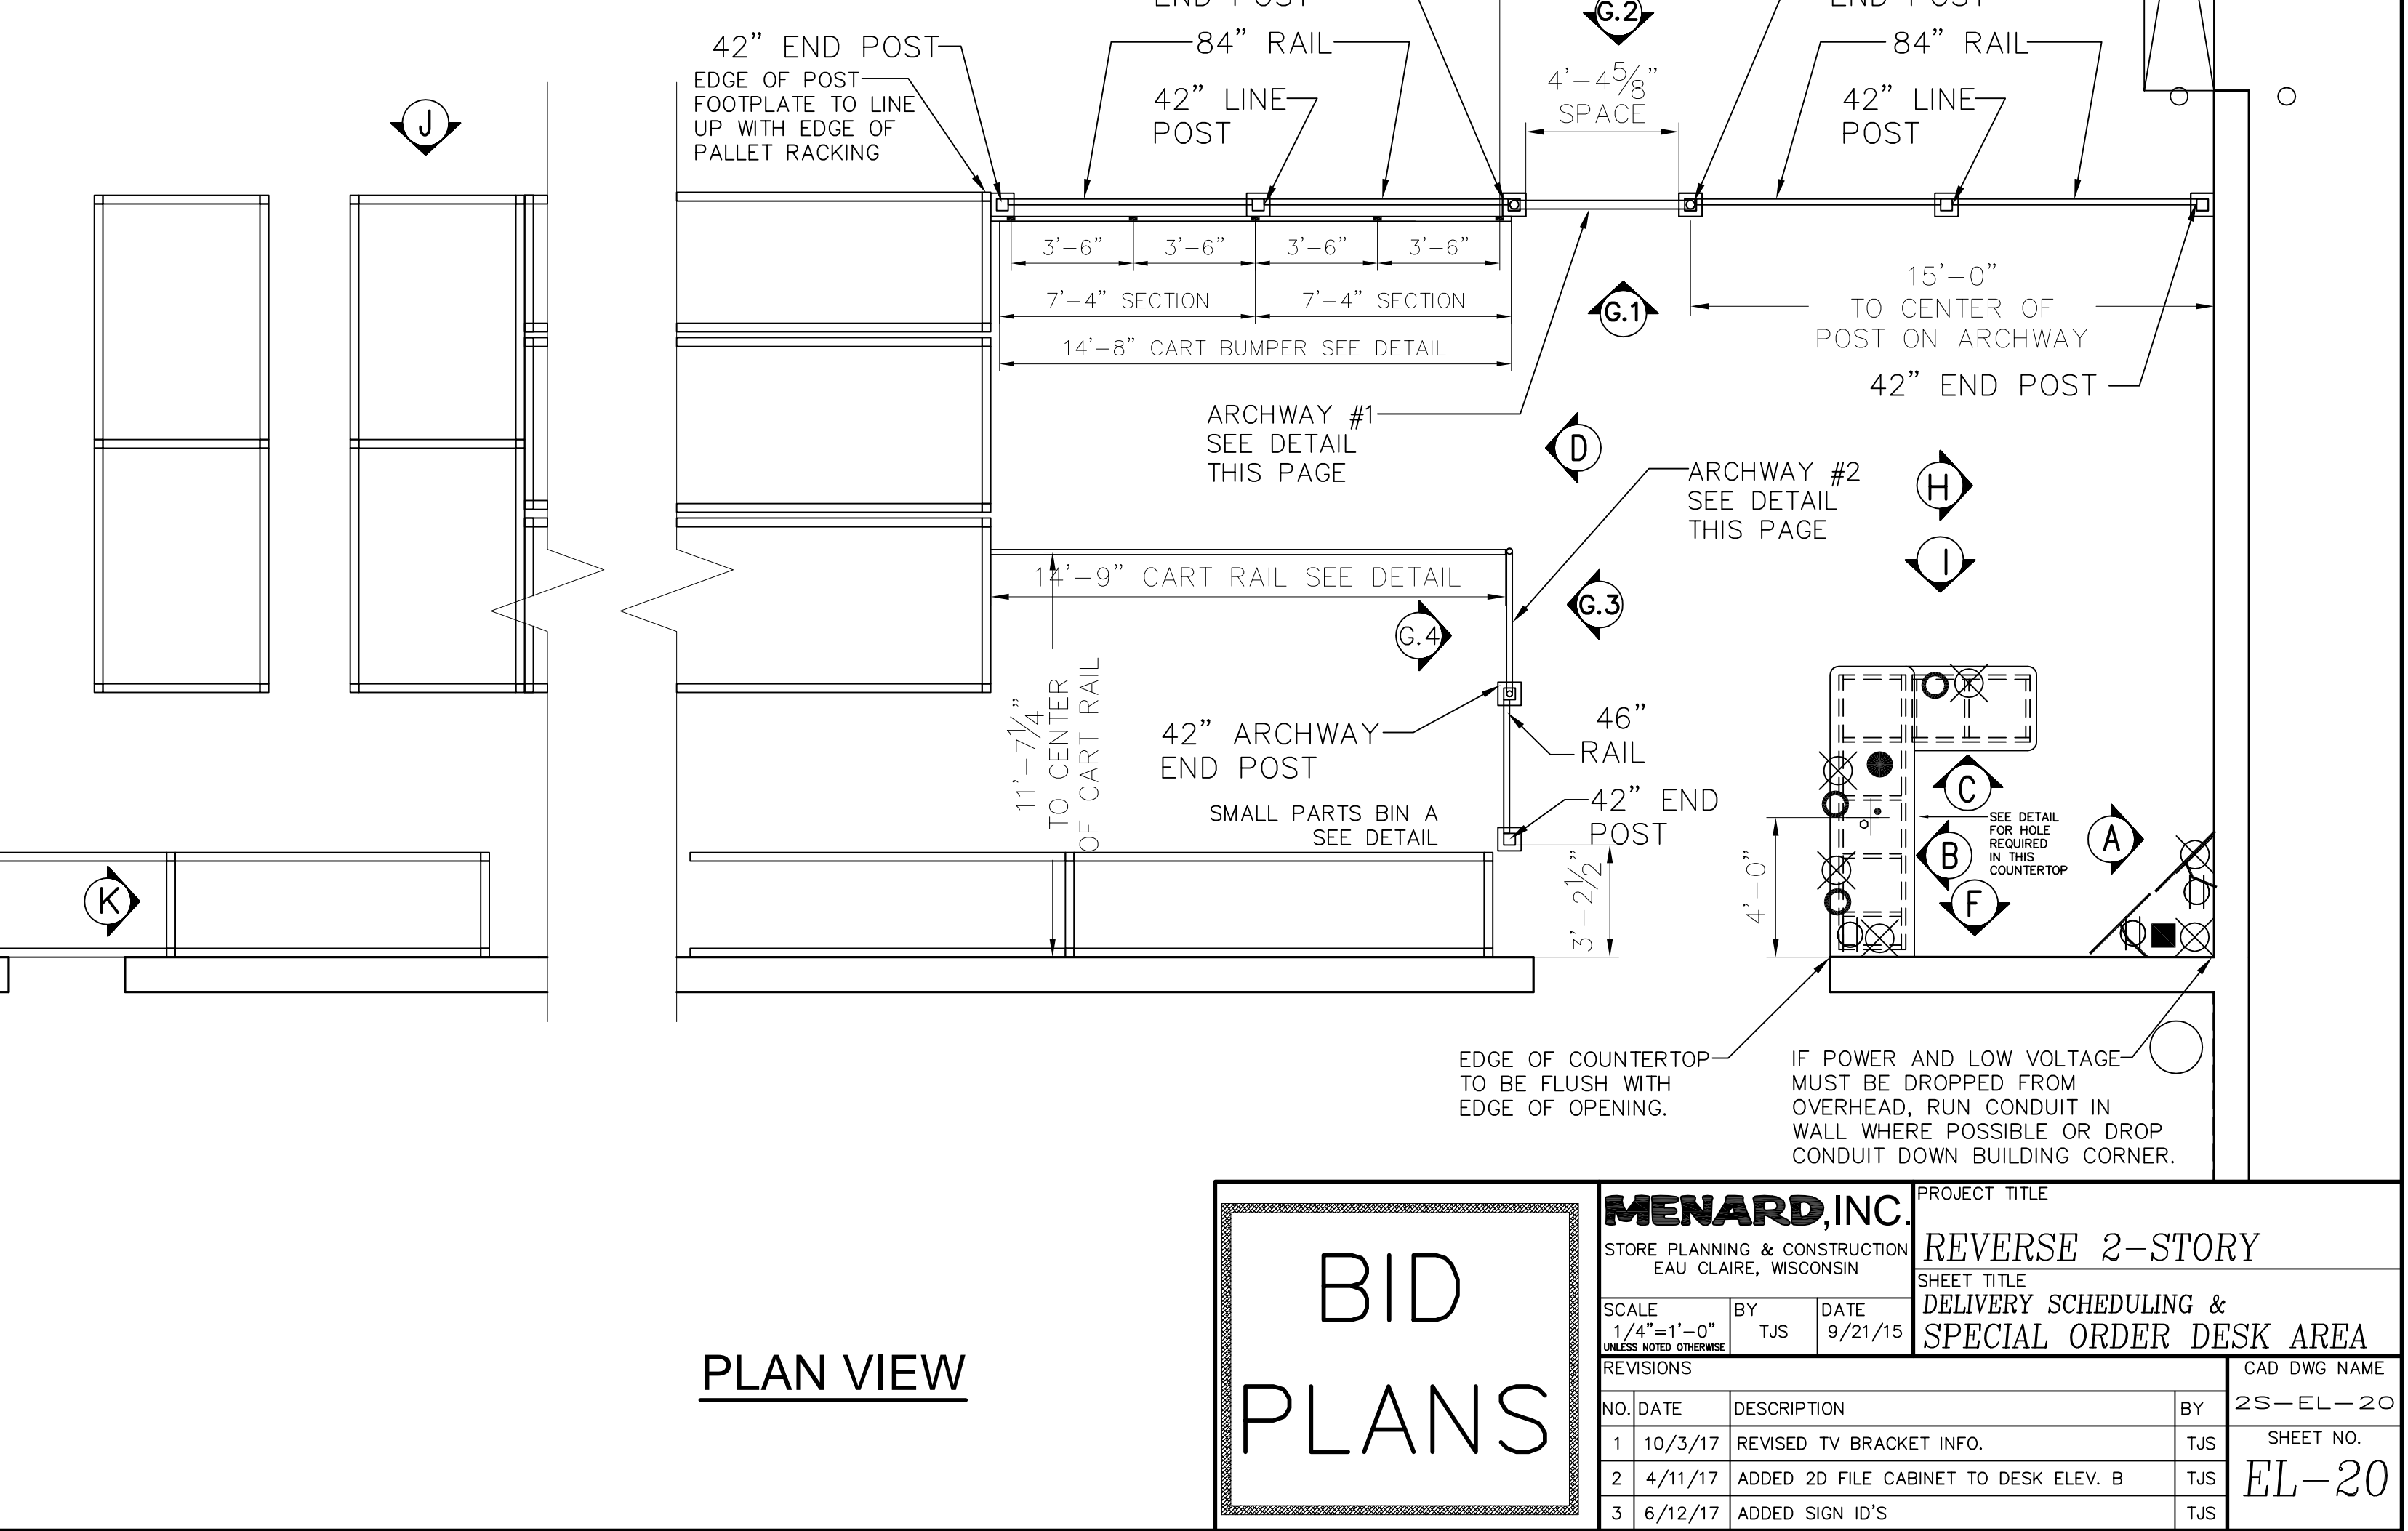 END POST
G.2
END POST
42” END POST
84” RAIL
84” RAIL
EDGE OF POST
FOOTPLATE TO LINE
UP WITH EDGE OF
PALLET RACKING
42” LINE
POST
4’-4⅝”
SPACE
42” LINE
POST
J
3’-6”
3’-6”
3’-6”
3’-6”
7’-4” SECTION
7’-4” SECTION
14’-8” CART BUMPER SEE DETAIL
G.1
15’-0”
TO CENTER OF
POST ON ARCHWAY
42” END POST
ARCHWAY #1
SEE DETAIL
THIS PAGE
D
ARCHWAY #2
SEE DETAIL
THIS PAGE
H
I
14’-9” CART RAIL SEE DETAIL
G.3
G.4
11’-7¼”
TO CENTER
OF CART RAIL
42” ARCHWAY
END POST
46”
RAIL
SMALL PARTS BIN A
SEE DETAIL
42” END
POST
3’-2½”
4’-0”
C
SEE DETAIL
FOR HOLE
REQUIRED
IN THIS
COUNTERTOP
A
B
F
K
EDGE OF COUNTERTOP
TO BE FLUSH WITH
EDGE OF OPENING.
IF POWER AND LOW VOLTAGE
MUST BE DROPPED FROM
OVERHEAD, RUN CONDUIT IN
WALL WHERE POSSIBLE OR DROP
CONDUIT DOWN BUILDING CORNER.
PLAN VIEW
BID
PLANS
MENARD,INC.
STORE PLANNING & CONSTRUCTION
EAU CLAIRE, WISCONSIN
PROJECT TITLE
REVERSE 2-STORY
SHEET TITLE
DELIVERY SCHEDULING &
SPECIAL ORDER DESK AREA
SCALE
1/4"=1'-0"
UNLESS NOTED OTHERWISE
BY
TJS
DATE
9/21/15
REVISIONS
NO. DATE DESCRIPTION BY
1 10/3/17 REVISED TV BRACKET INFO. TJS
2 4/11/17 ADDED 2D FILE CABINET TO DESK ELEV. B TJS
3 6/12/17 ADDED SIGN ID'S TJS
CAD DWG NAME
2S-EL-20
SHEET NO.
EL-20